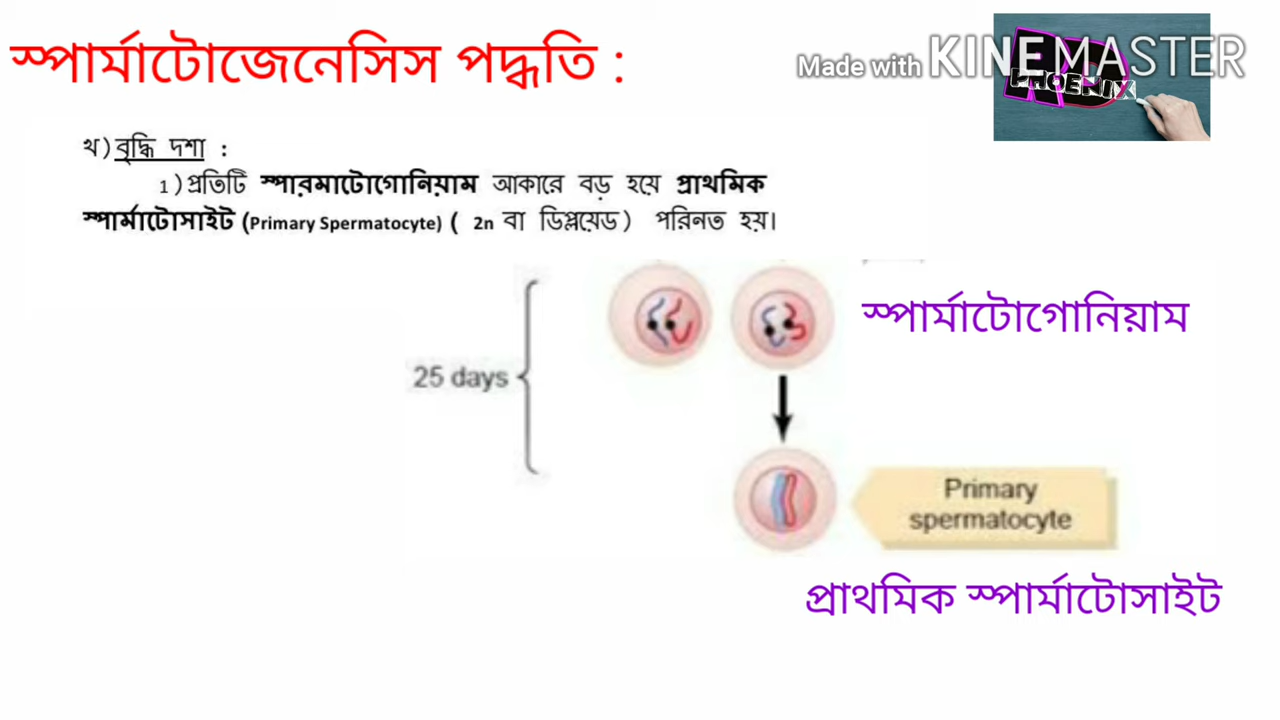 স্পার্মাটোজেনেসিস পদ্ধতি :
Made with KINEMASTER
PHOENIX
খ) বৃদ্ধি দশা :
1) প্রতিটি স্পারমাটোগোনিয়াম আকারে বড় হয়ে প্রাথমিক
স্পার্মাটোসাইট (Primary Spermatocyte) ( 2n বা ডিপ্লয়েড) পরিনত হয়।
স্পার্মাটোগোনিয়াম
25 days
Primary
spermatocyte
প্রাথমিক স্পার্মাটোসাইট